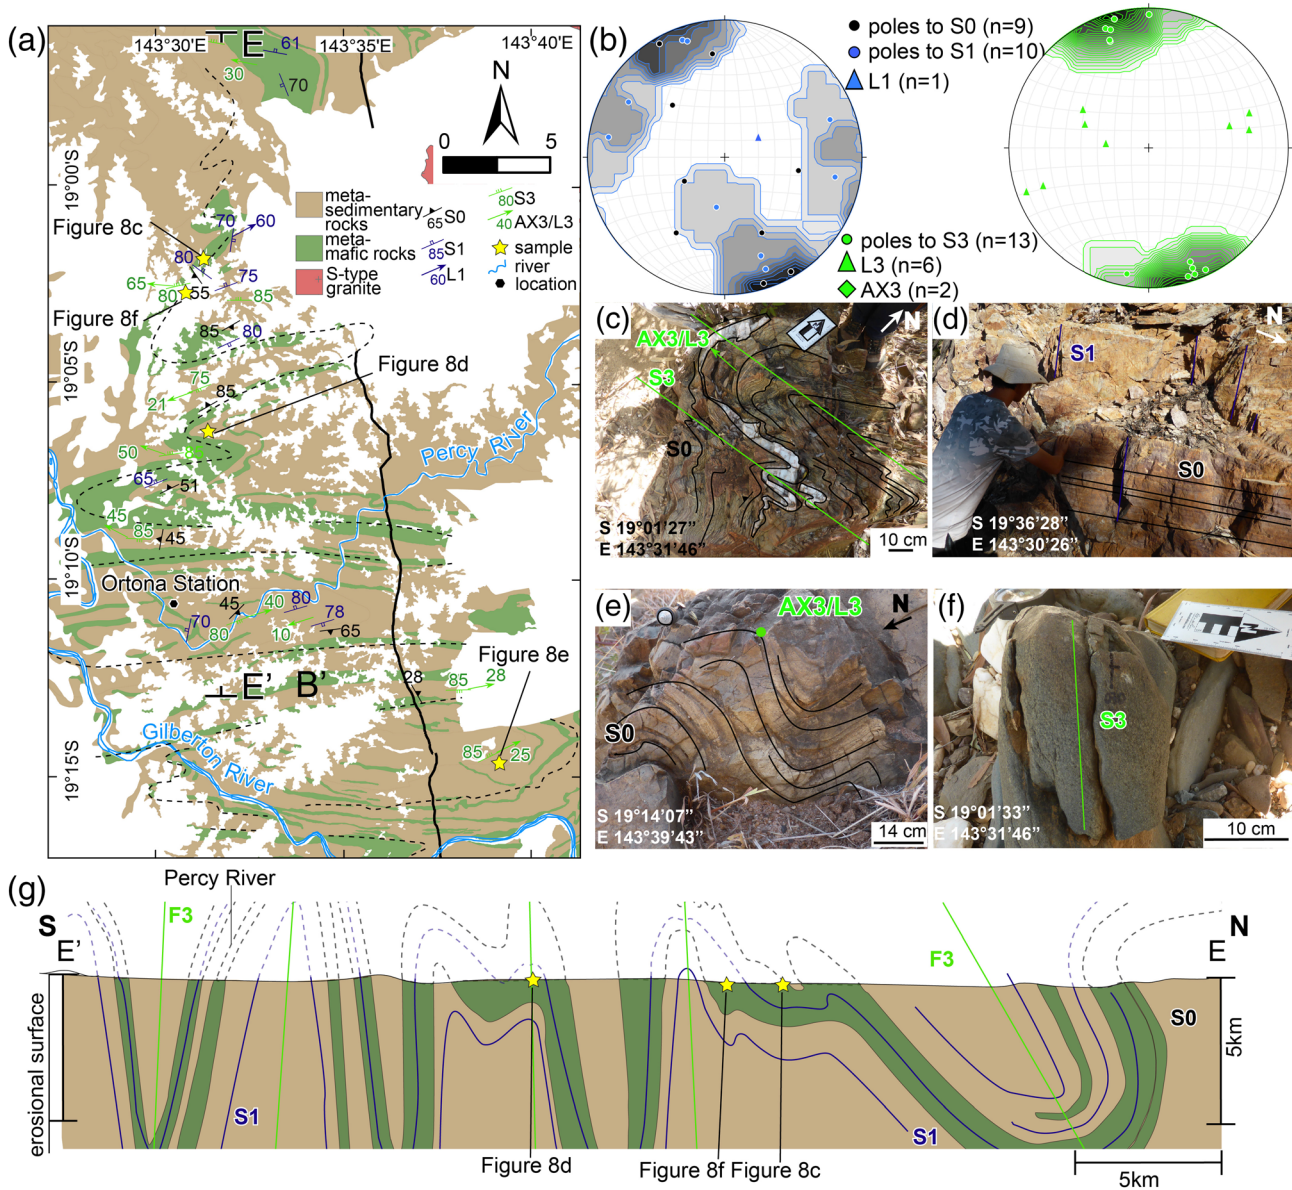 (a)
143°30'E
E
143°35'E
143°40'E
61
30
70
N
0
5
19°00'S
meta-
sedimentary
rocks
meta-
mafic rocks
S-type
granite
65
S0
85
S1
60
L1
80
S3
40
AX3/L3
sample
river
location
Figure 8c
70
60
80
75
65
80
55
85
Figure 8f
85
80
19°05'S
75
21
85
Figure 8d
Percy River
50
65
51
45
85
45
19°10'S
Ortona Station
45
40
80
78
70
80
10
65
Figure 8e
E'
B'
28
85
28
Gilberton River
85
25
19°15'S
(b)
poles to S0 (n=9)
poles to S1 (n=10)
L1 (n=1)
poles to S3 (n=13)
L3 (n=6)
AX3 (n=2)
(c)
N
AX3/L3
S3
S0
S 19°01'27"
E 143°31'46"
10 cm
(d)
N
S1
S0
S 19°36'28"
E 143°30'26"
(e)
AX3/L3
N
S0
S 19°14'07"
E 143°39'43"
14 cm
(f)
S3
S 19°01'33"
E 143°31'46"
10 cm
(g)
Percy River
S
E'
F3
F3
E
N
erosional surface
S1
S1
S0
5km
Figure 8d
Figure 8f
Figure 8c
5km